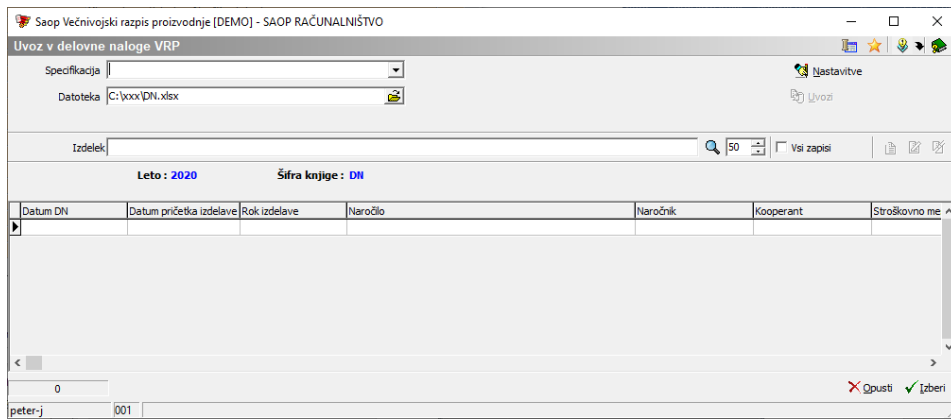 Saop Večnivojski razpis proizvodnje [DEMO] - SAOP RAČUNALNIŠTVO
Uvoz v delovne naloge VRP
Specifikacija
Nastavitve
Datoteka C:\xxx\DN.xlsx
Uvozi
Izdelek 50 Vsi zapisi
Leto : 2020 Šifra knjige : DN
Datum DN Datum pričetka izdelave Rok izdelave Naročilo Naročnik Kooperant Stroškovno me
0 Opusti Izberi
peter-j 001